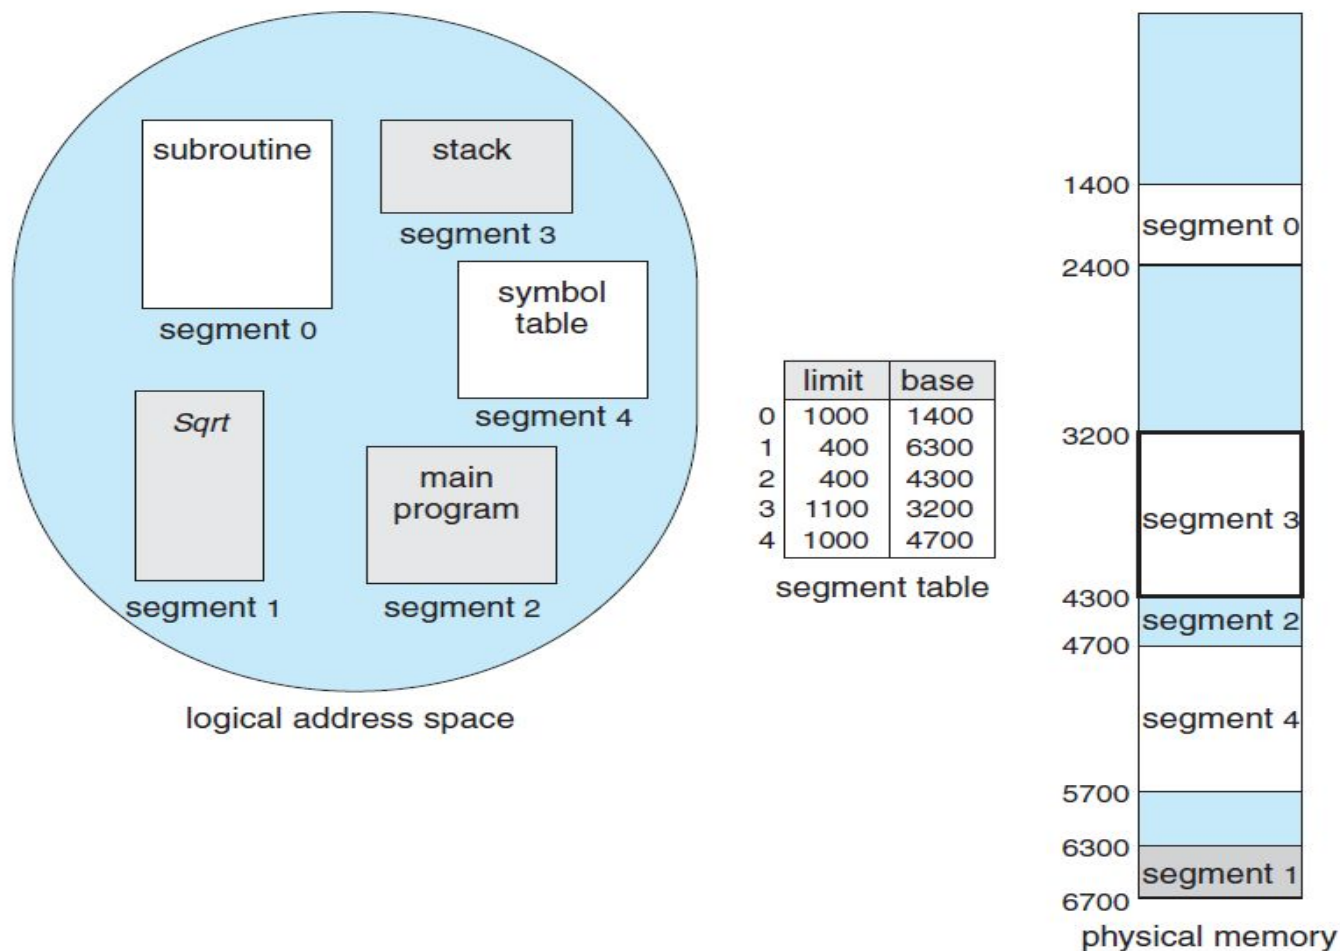 subroutine
segment 0
stack
segment 3
symbol
table
segment 4
Sqrt
segment 1
main
program
segment 2
logical address space
limit base
0 1000 1400
1 400 6300
2 400 4300
3 1100 3200
4 1000 4700
segment table
1400
segment 0
2400
3200
segment 3
4300
segment 2
4700
segment 4
5700
6300
segment 1
6700
physical memory